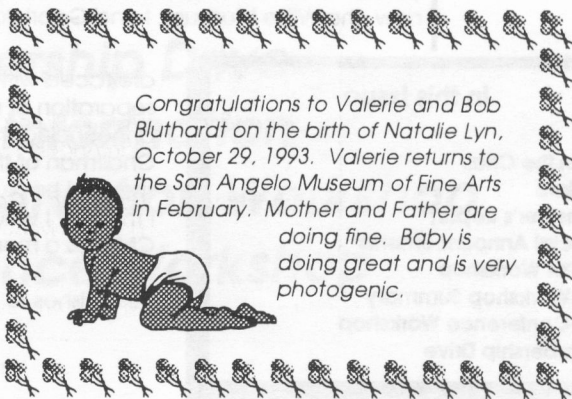 Congratulations to Valerie and Bob
Bluthardt on the birth of Natalie Lyn,
October 29, 1993. Valerie returns to
the San Angelo Museum of Fine Arts
in February. Mother and Father are
doing fine. Baby is
doing great and is very
photogenic.